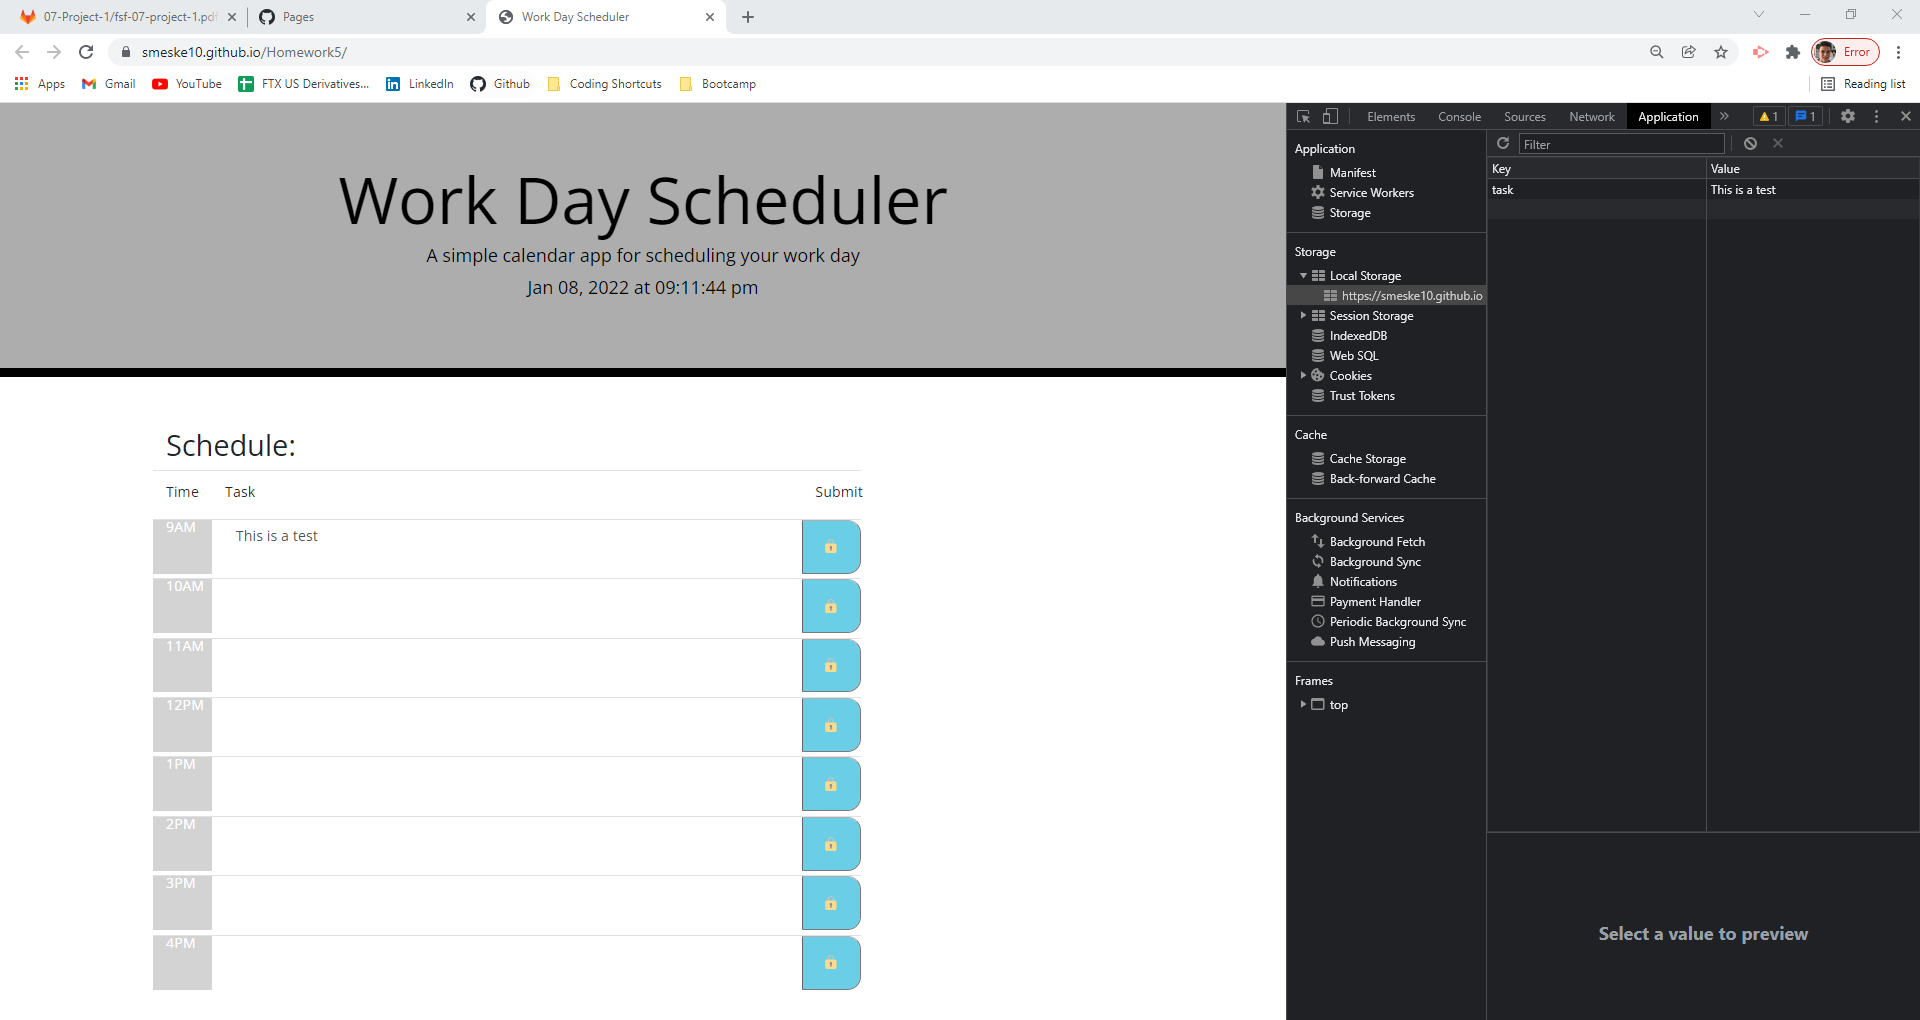 07-Project-1/fsf-07-project-1.pdf
Pages
Work Day Scheduler
smeske10.github.io/Homework5/
Error
Apps
Gmail
YouTube
FTX US Derivatives...
LinkedIn
Github
Coding Shortcuts
Bootcamp
Reading list
Work Day Scheduler
A simple calendar app for scheduling your work day
Jan 08, 2022 at 09:11:44 pm
Schedule:
Time Task Submit
9AM This is a test
10AM
11AM
12PM
1PM
2PM
3PM
4PM
Elements Console Sources Network Application » 1 1
Application
Manifest
Service Workers
Storage
Storage
Local Storage
https://smeske10.github.io
Session Storage
IndexedDB
Web SQL
Cookies
Trust Tokens
Cache
Cache Storage
Back-forward Cache
Background Services
Background Fetch
Background Sync
Notifications
Payment Handler
Periodic Background Sync
Push Messaging
Frames
top
Filter
Key Value
task This is a test
Select a value to preview